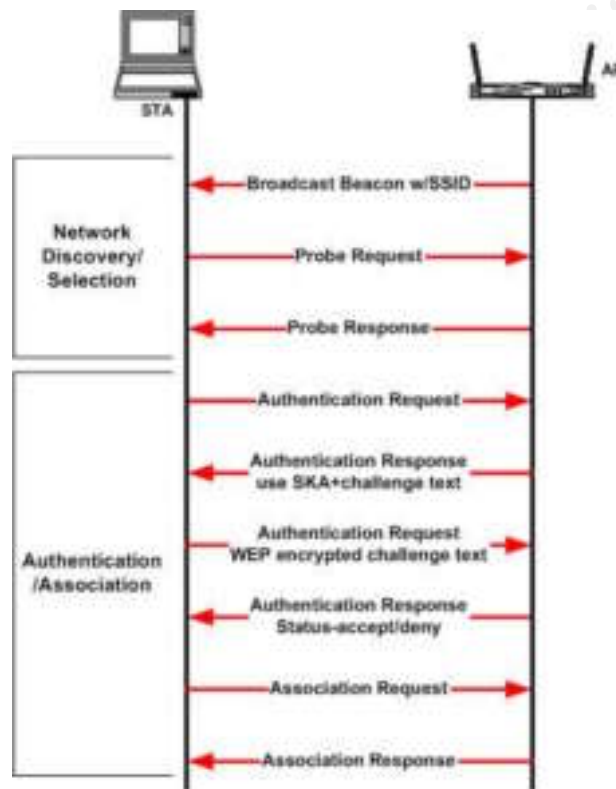 STA
AP
Broadcast Beacon w/SSID
Network
Discovery/
Selection
Probe Request
Probe Response
Authentication Request
Authentication Response
use SKA+challenge text
Authentication Request
WEP encrypted challenge text
Authentication
/Association
Authentication Response
Status-accept/deny
Association Request
Association Response